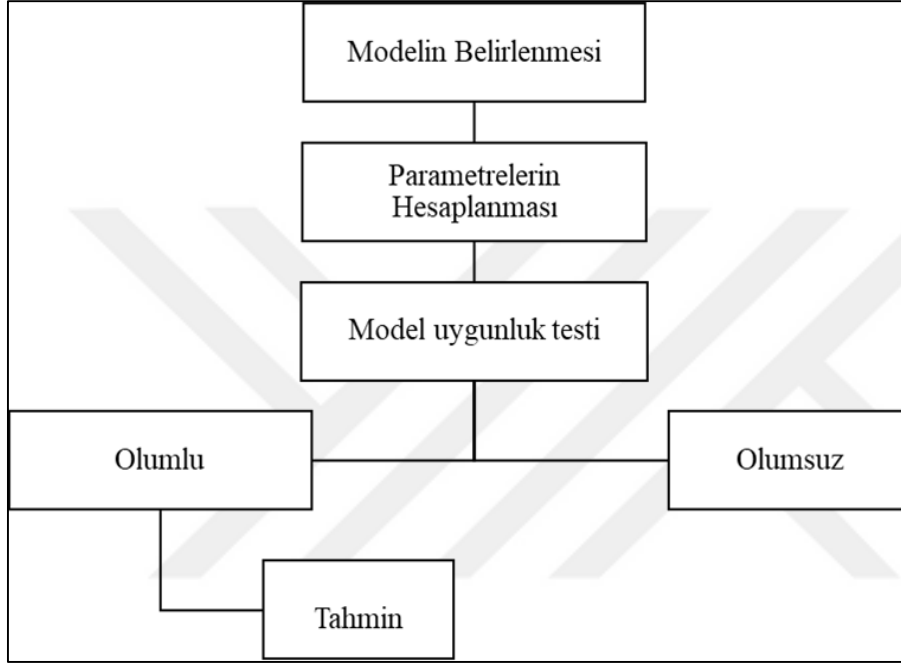 Modelin Belirlenmesi
Parametrelerin
Hesaplanması
Model uygunluk testi
Olumlu
Olumsuz
Tahmin